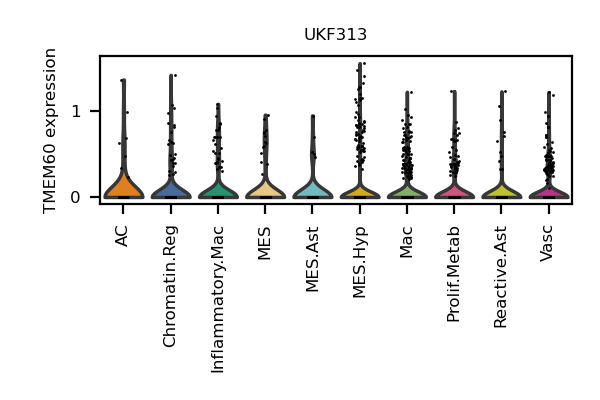 UKF313
TMEM60 expression
1
0
AC
Chromatin.Reg
Inflammatory.Mac
MES
MES.Ast
MES.Hyp
Mac
Prolif.Metab
Reactive.Ast
Vasc